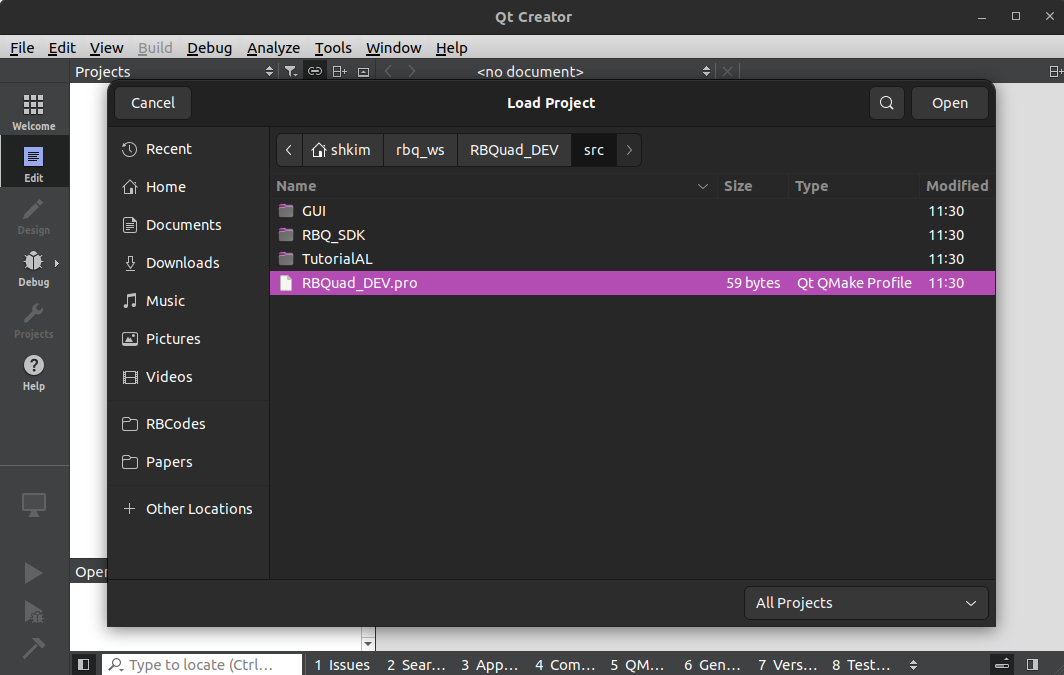 Qt Creator
File Edit View Build Debug Analyze Tools Window Help
Projects <no document>
Welcome
Edit
Design
Debug
Projects
Help
Cancel Load Project Open
Recent
Home
Documents
Downloads
Music
Pictures
Videos
RBCodes
Papers
Other Locations
shkim rbq_ws RBQuad_DEV src
Name Size Type Modified
GUI 11:30
RBQ_SDK 11:30
TutorialAL 11:30
RBQuad_DEV.pro 59 bytes Qt QMake Profile 11:30
All Projects
Open
Type to locate (Ctrl... 1 Issues 2 Sear... 3 App... 4 Com... 5 QM... 6 Gen... 7 Vers... 8 Test...